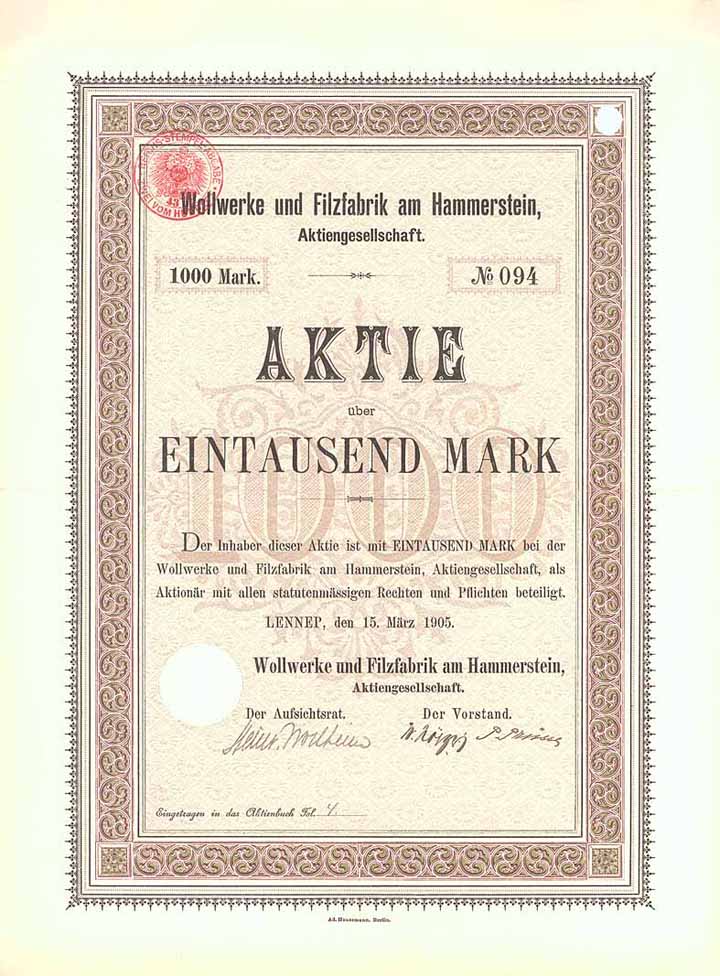 Wollwerke und Filzfabrik am Hammerstein,
Aktiengesellschaft.
1000 Mark.
№ 094
AKTIE
über
EINTAUSEND MARK
1000
Der Inhaber dieser Aktie ist mit EINTAUSEND MARK bei der
Wollwerke und Filzfabrik am Hammerstein, Aktiengesellschaft, als
Aktionär mit allen statutenmässigen Rechten und Pflichten beteiligt.
LENNEP, den 15. März 1905.
Wollwerke und Filzfabrik am Hammerstein,
Aktiengesellschaft.
Der Aufsichtsrat. Der Vorstand.
Eingetragen in das Aktienbuch Fol. 4
Berlin.